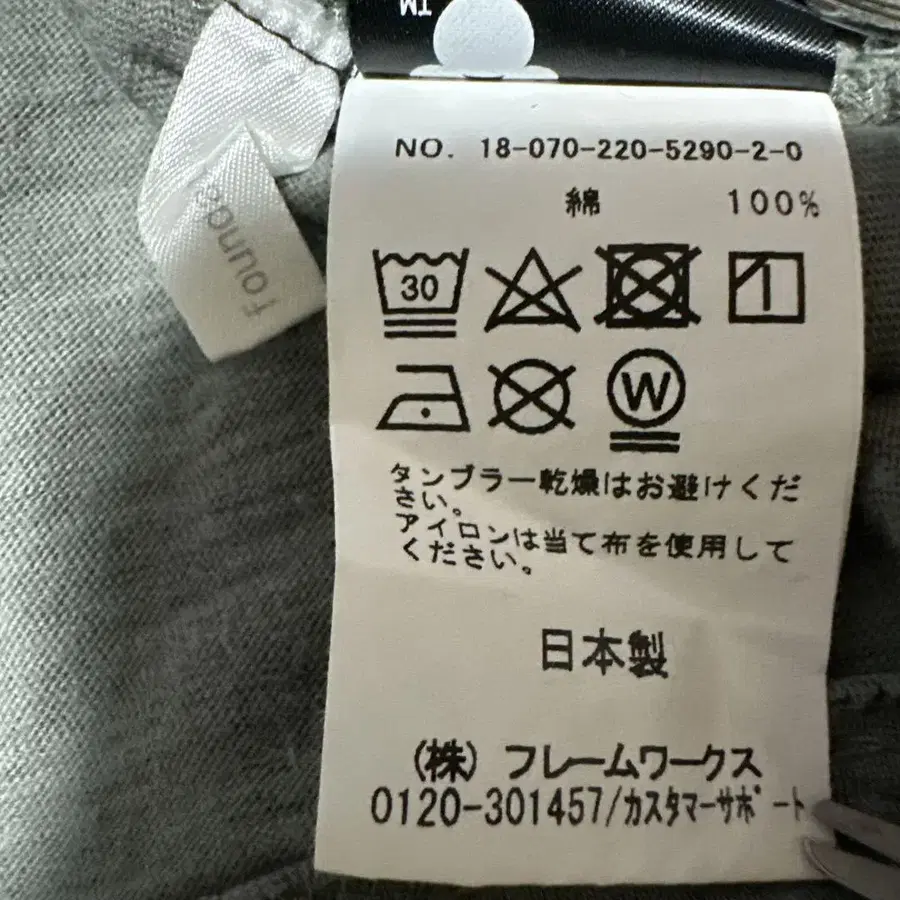 TM
NO. 18-070-220-5290-2-0
綿 100%
30
W
タンブラー乾燥はお避けくだ
さい。
アイロンは当て布を使用して
ください。
日本製
(株) フレームワークス
0120-301457/カスタマーサポート